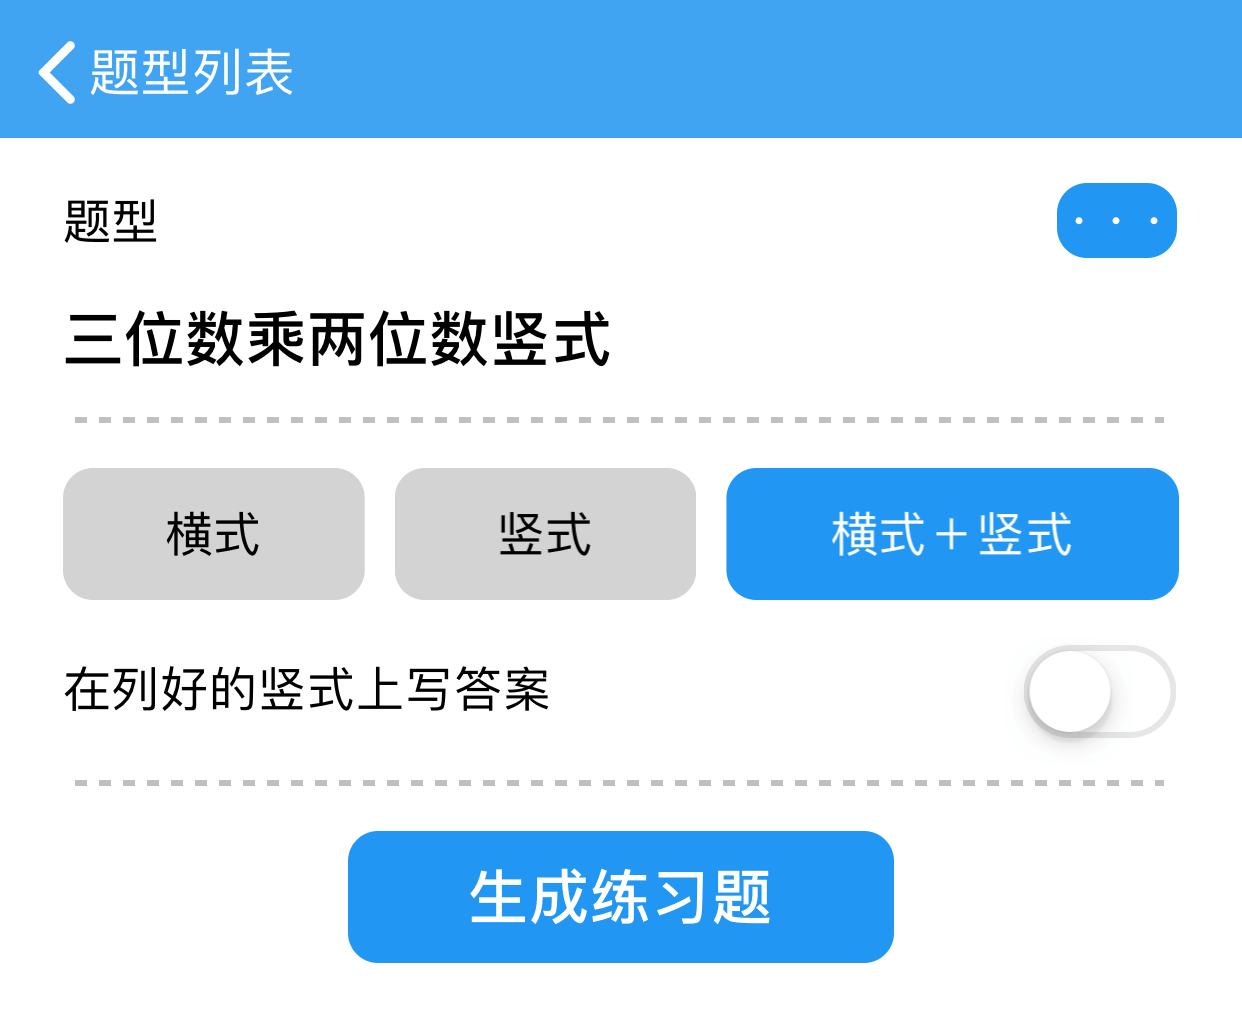 题型列表
题型
三位数乘两位数竖式
横式 竖式 横式+竖式
在列好的竖式上写答案
生成练习题